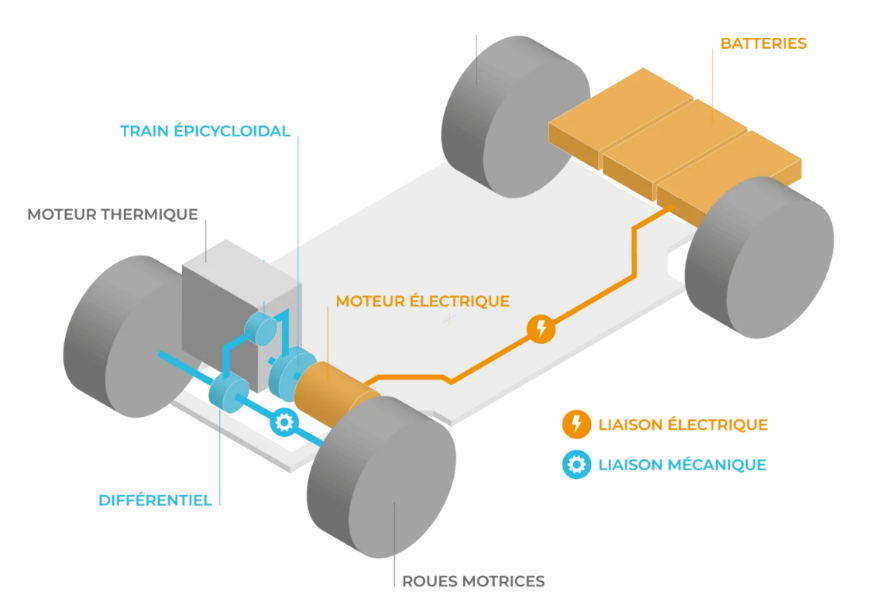 BATTERIES
TRAIN ÉPICYCLOIDAL
MOTEUR THERMIQUE
MOTEUR ÉLECTRIQUE
LIAISON ÉLECTRIQUE
LIAISON MÉCANIQUE
DIFFÉRENTIEL
ROUES MOTRICES